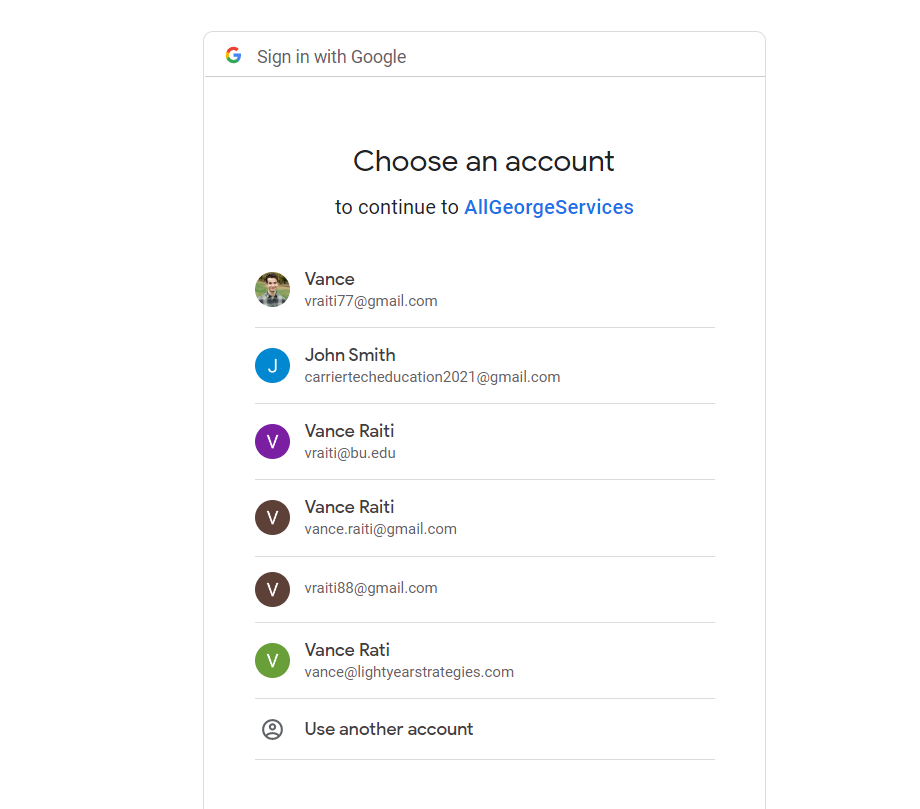 Sign in with Google
Choose an account
to continue to AllGeorgeServices
Vance
vraiti77@gmail.com
J
John Smith
carriertecheducation2021@gmail.com
V
Vance Raiti
vraiti@bu.edu
V
Vance Raiti
vance.raiti@gmail.com
V
vraiti88@gmail.com
V
Vance Rati
vance@lightyearstrategies.com
Use another account